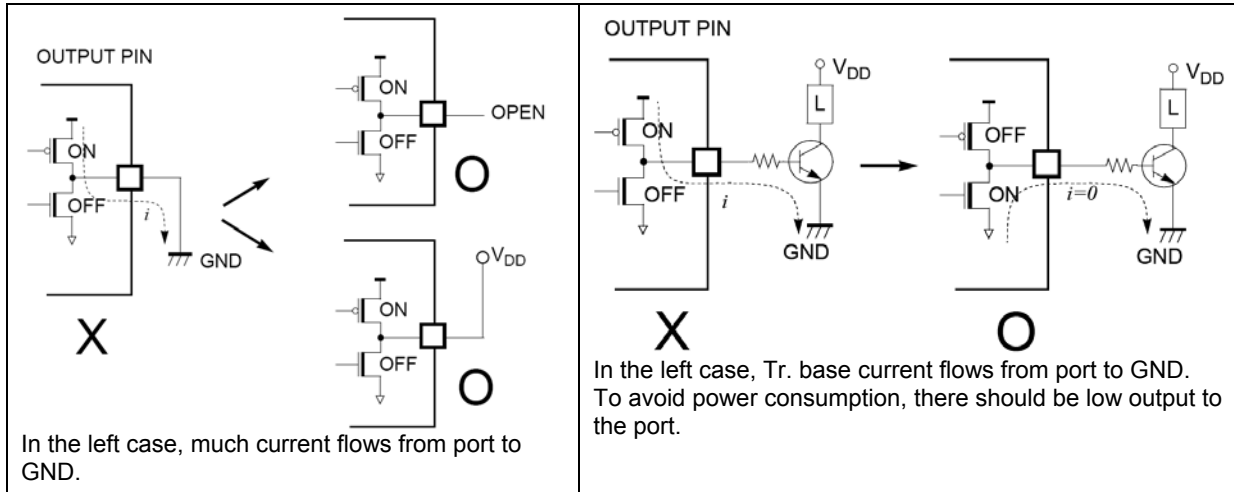 OUTPUT PIN
ON
OFF
i
GND
X
ON
OFF
OPEN
O
VDD
ON
OFF
O
In the left case, much current flows from port to
GND.
OUTPUT PIN
VDD
L
ON
OFF
i
GND
X
VDD
L
OFF
ON
i=0
GND
O
In the left case, Tr. base current flows from port to GND.
To avoid power consumption, there should be low output to
the port.